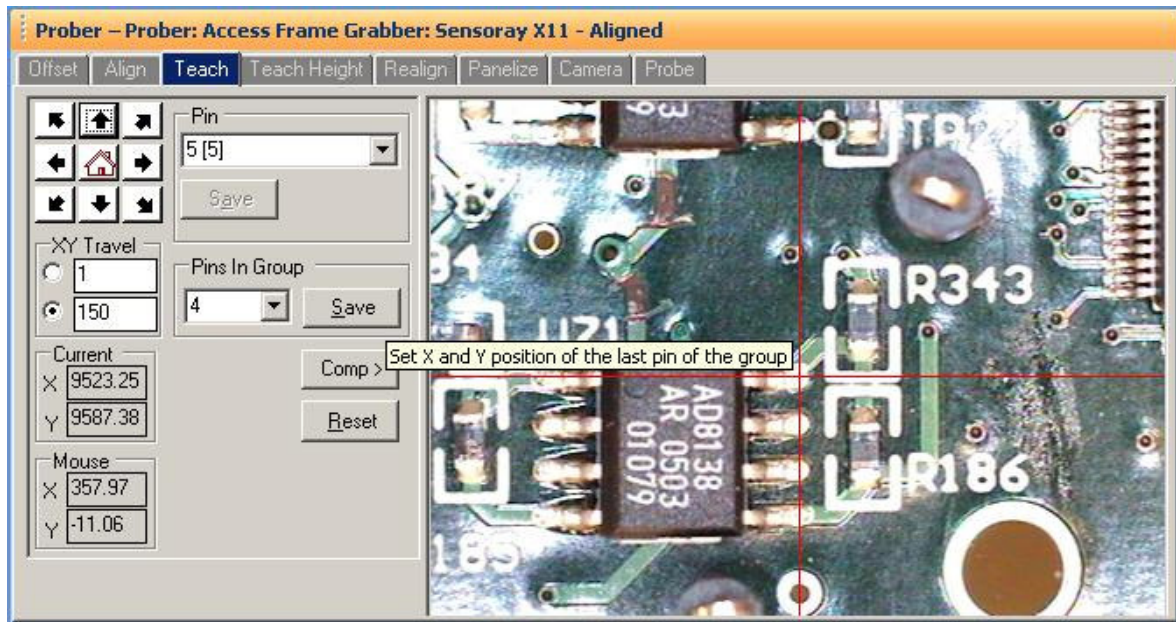 Prober – Prober: Access Frame Grabber: Sensoray X11 - Aligned
Offset Align Teach Teach Height Realign Panelize Camera Probe
Pin
5 [5]
Save
XY Travel
1
150
Pins In Group
4
Save
Set X and Y position of the last pin of the group
Current
X 9523.25
Y 9587.38
Comp >
Reset
Mouse
X 357.97
Y -11.06
R343
AD8138
AR 0503
01079
R186
185